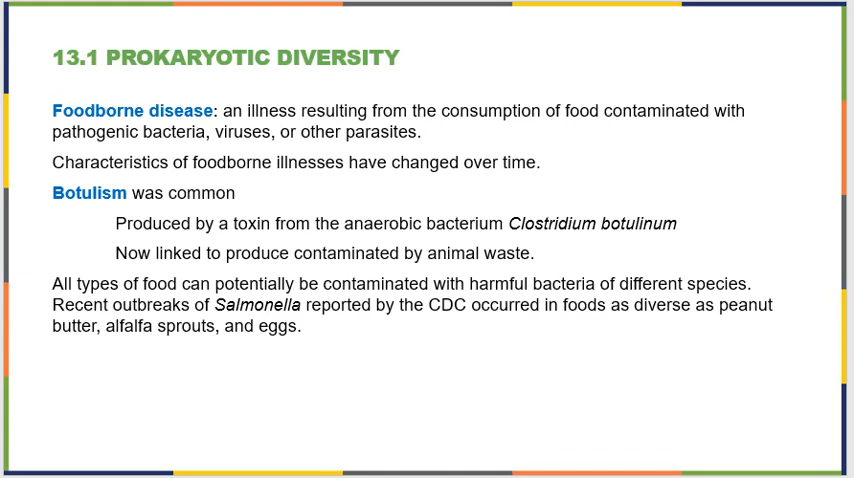 13.1 PROKARYOTIC DIVERSITY
Foodborne disease: an illness resulting from the consumption of food contaminated with
pathogenic bacteria, viruses, or other parasites.
Characteristics of foodborne illnesses have changed over time.
Botulism was common
Produced by a toxin from the anaerobic bacterium Clostridium botulinum
Now linked to produce contaminated by animal waste.
All types of food can potentially be contaminated with harmful bacteria of different species.
Recent outbreaks of Salmonella reported by the CDC occurred in foods as diverse as peanut
butter, alfalfa sprouts, and eggs.